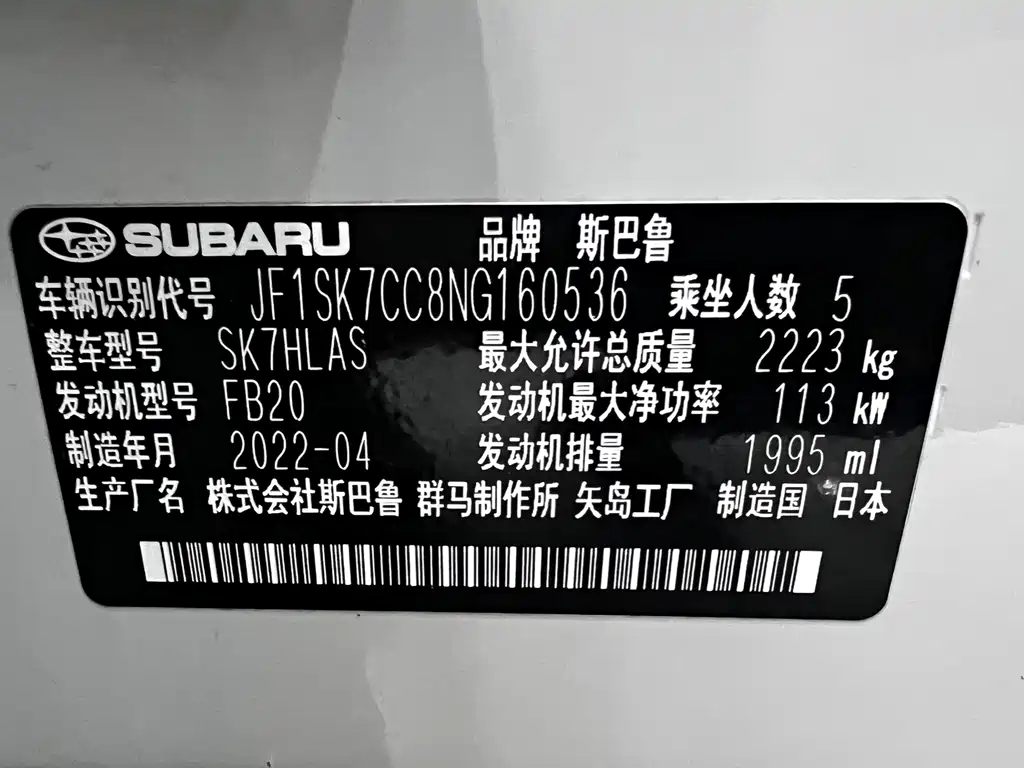 SUBARU 品牌 斯巴鲁
车辆识别代号 JF1SK7CC8NG160536 乘坐人数 5
整车型号 SK7HLAS 最大允许总质量 2223 kg
发动机型号 FB20 发动机最大净功率 113 kW
制造年月 2022-04 发动机排量 1995 ml
生产厂名 株式会社斯巴鲁 群马制作所 矢岛工厂 制造国 日本